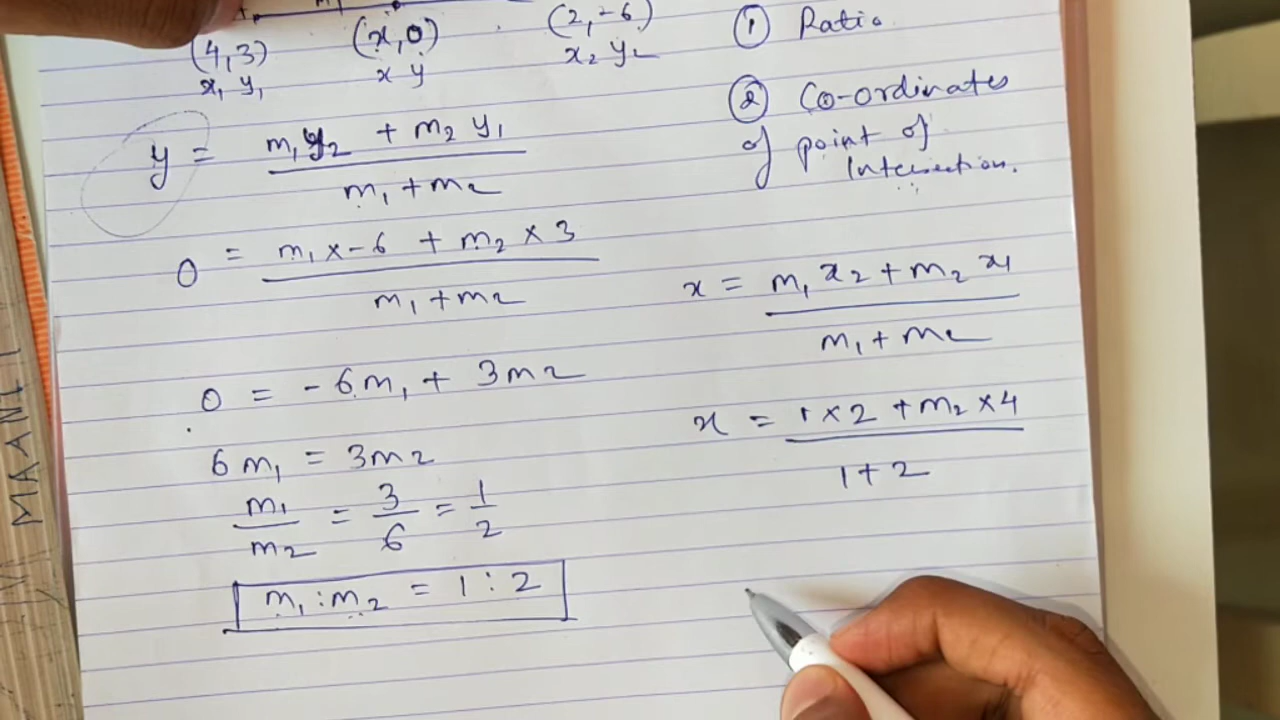 (4,3) (x,0) (2,-6)
x₁ y₁ x y x₂ y₂
y = m₁y₂ + m₂y₁ / m₁+m₂
0 = m₁x-6 + m₂×3 / m₁+m₂
0 = -6m₁ + 3m₂
6m₁ = 3m₂
m₁/m₂ = 3/6 = 1/2
m₁:m₂ = 1:2
① Ratio
② Co-ordinates
of point of
Intersection.
x = m₁x₂+m₂x₁ / m₁+m₂
x = 1×2+m₂×4 / 1+2
MAANI